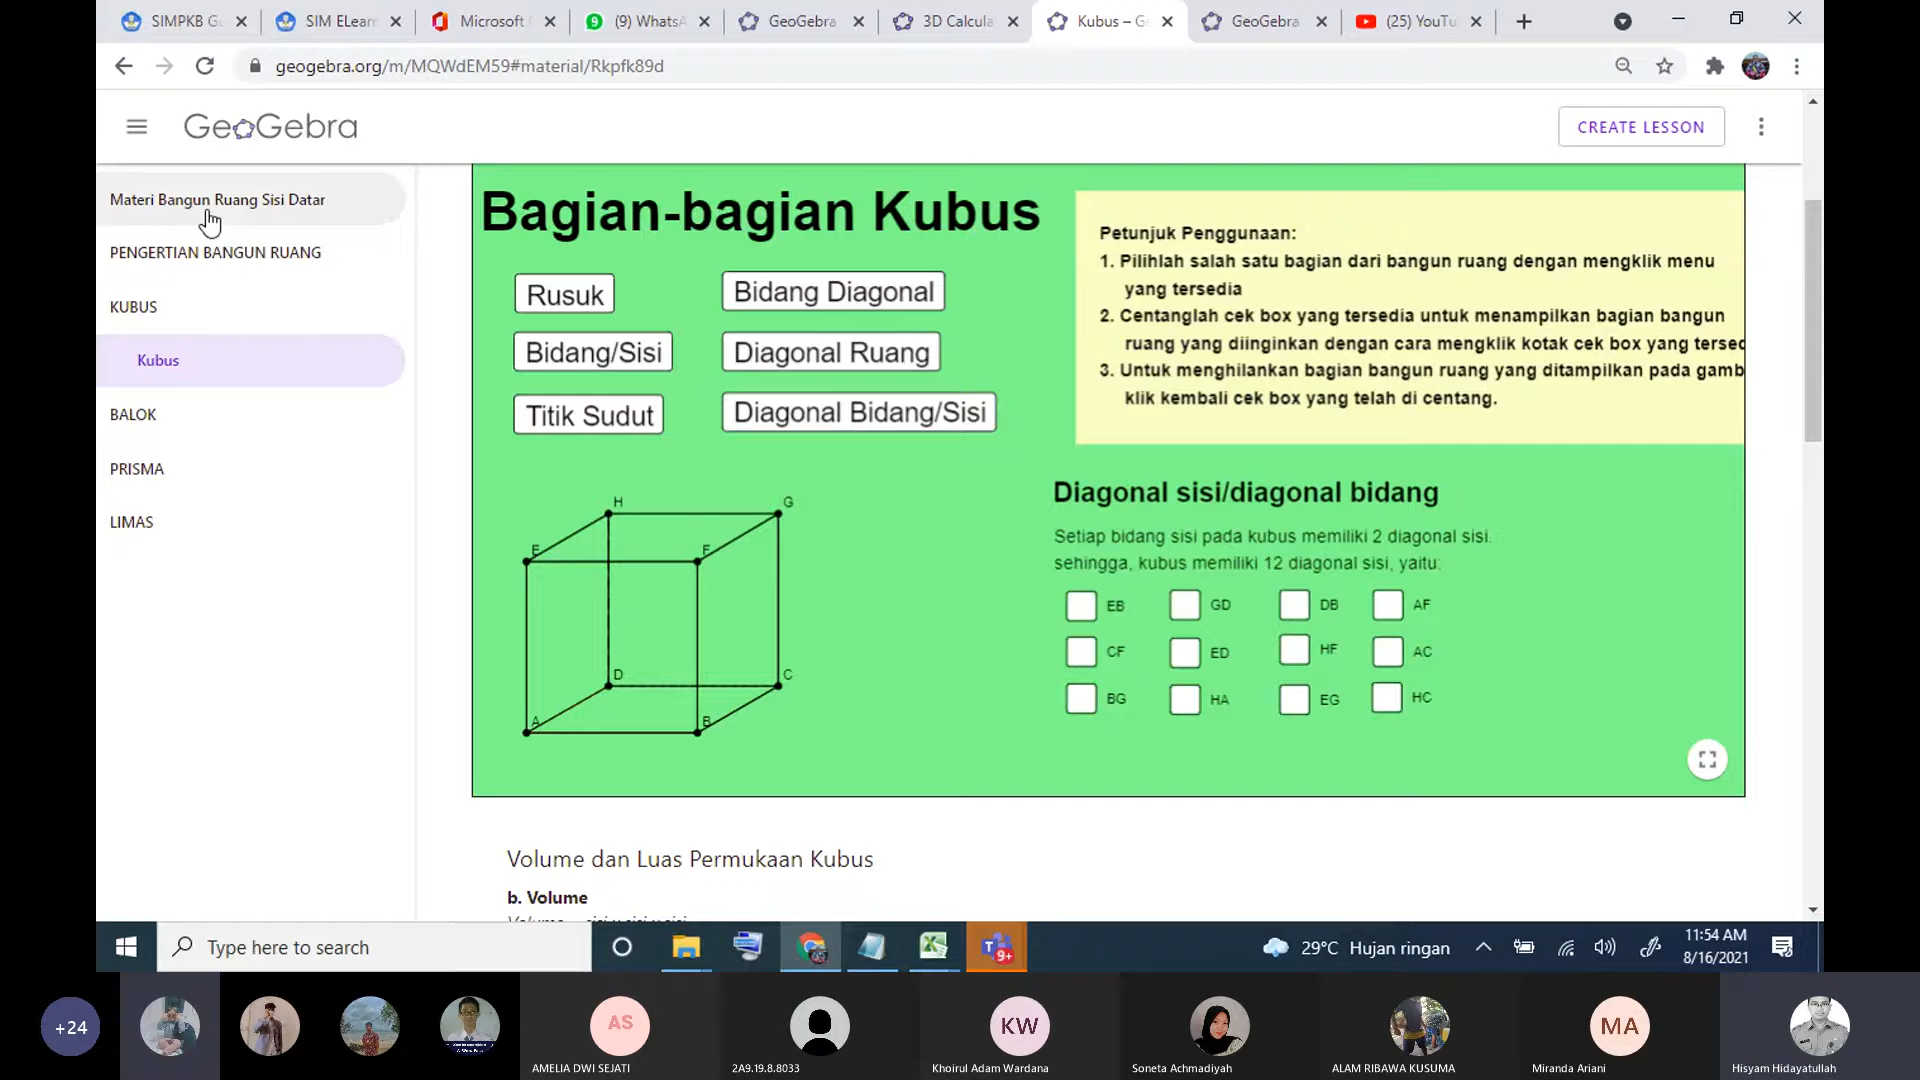 SIMPKB Gu
SIM ELearn
Microsoft
(9) WhatsA
GeoGebra
3D Calcula
Kubus – Ge
GeoGebra
(25) YouTu
geogebra.org/m/MQWdEM59#material/Rkpfk89d
GeoGebra
CREATE LESSON
Materi Bangun Ruang Sisi Datar
PENGERTIAN BANGUN RUANG
KUBUS
Kubus
BALOK
PRISMA
LIMAS
Bagian-bagian Kubus
Rusuk
Bidang Diagonal
Bidang/Sisi
Diagonal Ruang
Titik Sudut
Diagonal Bidang/Sisi
Petunjuk Penggunaan:
1. Pilihlah salah satu bagian dari bangun ruang dengan mengklik menu
yang tersedia
2. Centanglah cek box yang tersedia untuk menampilkan bagian bangun
ruang yang diinginkan dengan cara mengklik kotak cek box yang tersed
3. Untuk menghilankan bagian bangun ruang yang ditampilkan pada gamb
klik kembali cek box yang telah di centang.
H
G
E
F
D
C
A
B
Diagonal sisi/diagonal bidang
Setiap bidang sisi pada kubus memiliki 2 diagonal sisi.
sehingga, kubus memiliki 12 diagonal sisi, yaitu:
EB GD DB AF
CF ED HF AC
BG HA EG HC
Volume dan Luas Permukaan Kubus
b. Volume
Type here to search
9+
29°C Hujan ringan
11:54 AM
8/16/2021
+24
AS
KW
MA
AMELIA DWI SEJATI
2A9.19.8.8033
Khoirul Adam Wardana
Soneta Achmadiyah
ALAM RIBAWA KUSUMA
Miranda Ariani
Hisyam Hidayatullah